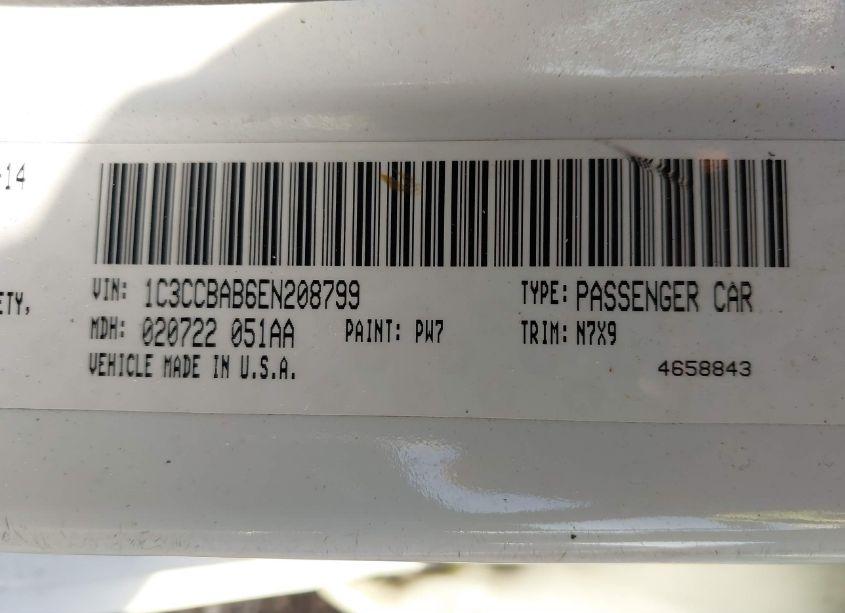 -14
ETY,
VIN: 1C3CCBAB6EN208799 TYPE: PASSENGER CAR
MDH: 020722 051AA PAINT: PW7 TRIM: N7X9
VEHICLE MADE IN U.S.A. 4658843